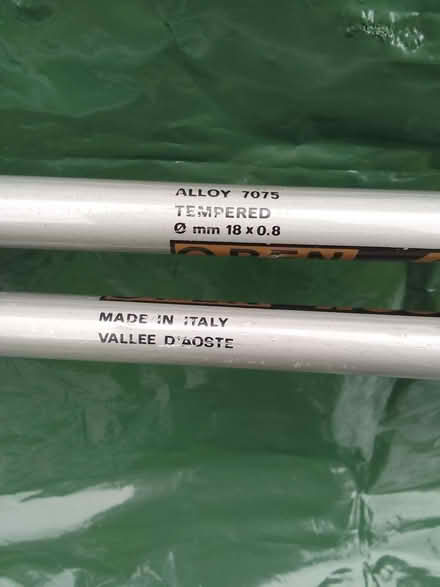 ALLOY 7075
TEMPERED
Ø mm 18 x 0.8
MADE IN ITALY
VALLEE D'AOSTE